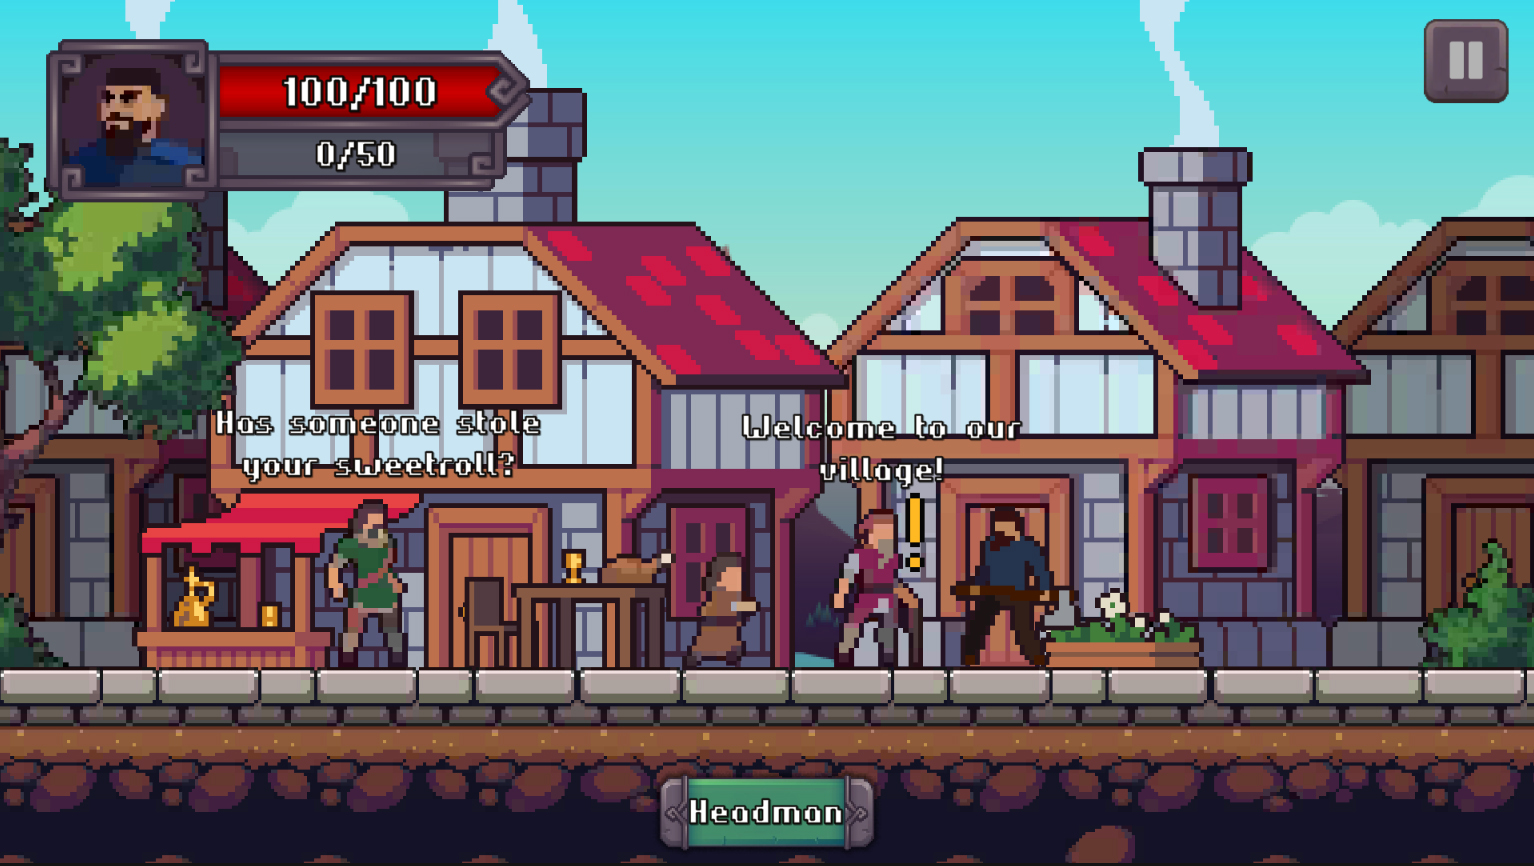 100/100
0/50
Has someone stole
your sweetroll?
Welcome to our
village!
Headman